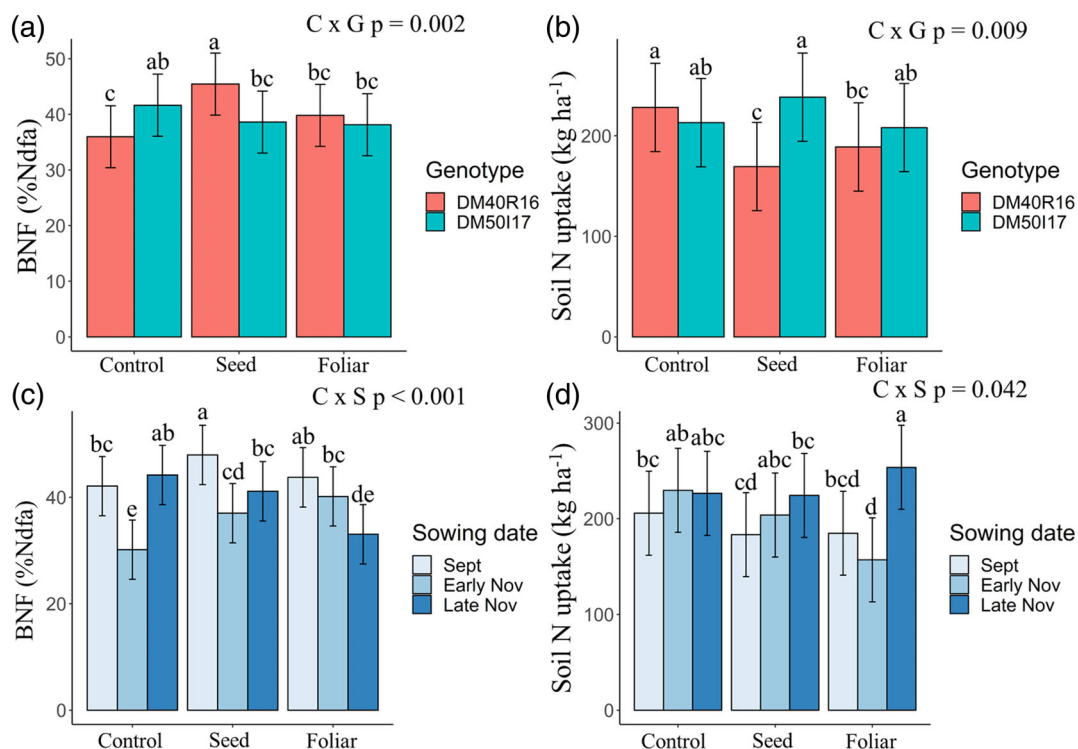 (a)
C x G p = 0.002
BNF (%Ndfa)
50
40
30
20
10
0
c
ab
a
bc
bc
bc
Control
Seed
Foliar
Genotype
DM40R16
DM50I17
(b)
C x G p = 0.009
Soil N uptake (kg ha⁻¹)
200
100
0
a
ab
c
a
bc
ab
Control
Seed
Foliar
Genotype
DM40R16
DM50I17
(c)
C x S p < 0.001
BNF (%Ndfa)
40
20
0
bc
e
ab
a
cd
bc
ab
bc
de
Control
Seed
Foliar
Sowing date
Sept
Early Nov
Late Nov
(d)
C x S p = 0.042
Soil N uptake (kg ha⁻¹)
300
200
100
0
bc
ab
abc
cd
abc
bc
bcd
d
a
Control
Seed
Foliar
Sowing date
Sept
Early Nov
Late Nov